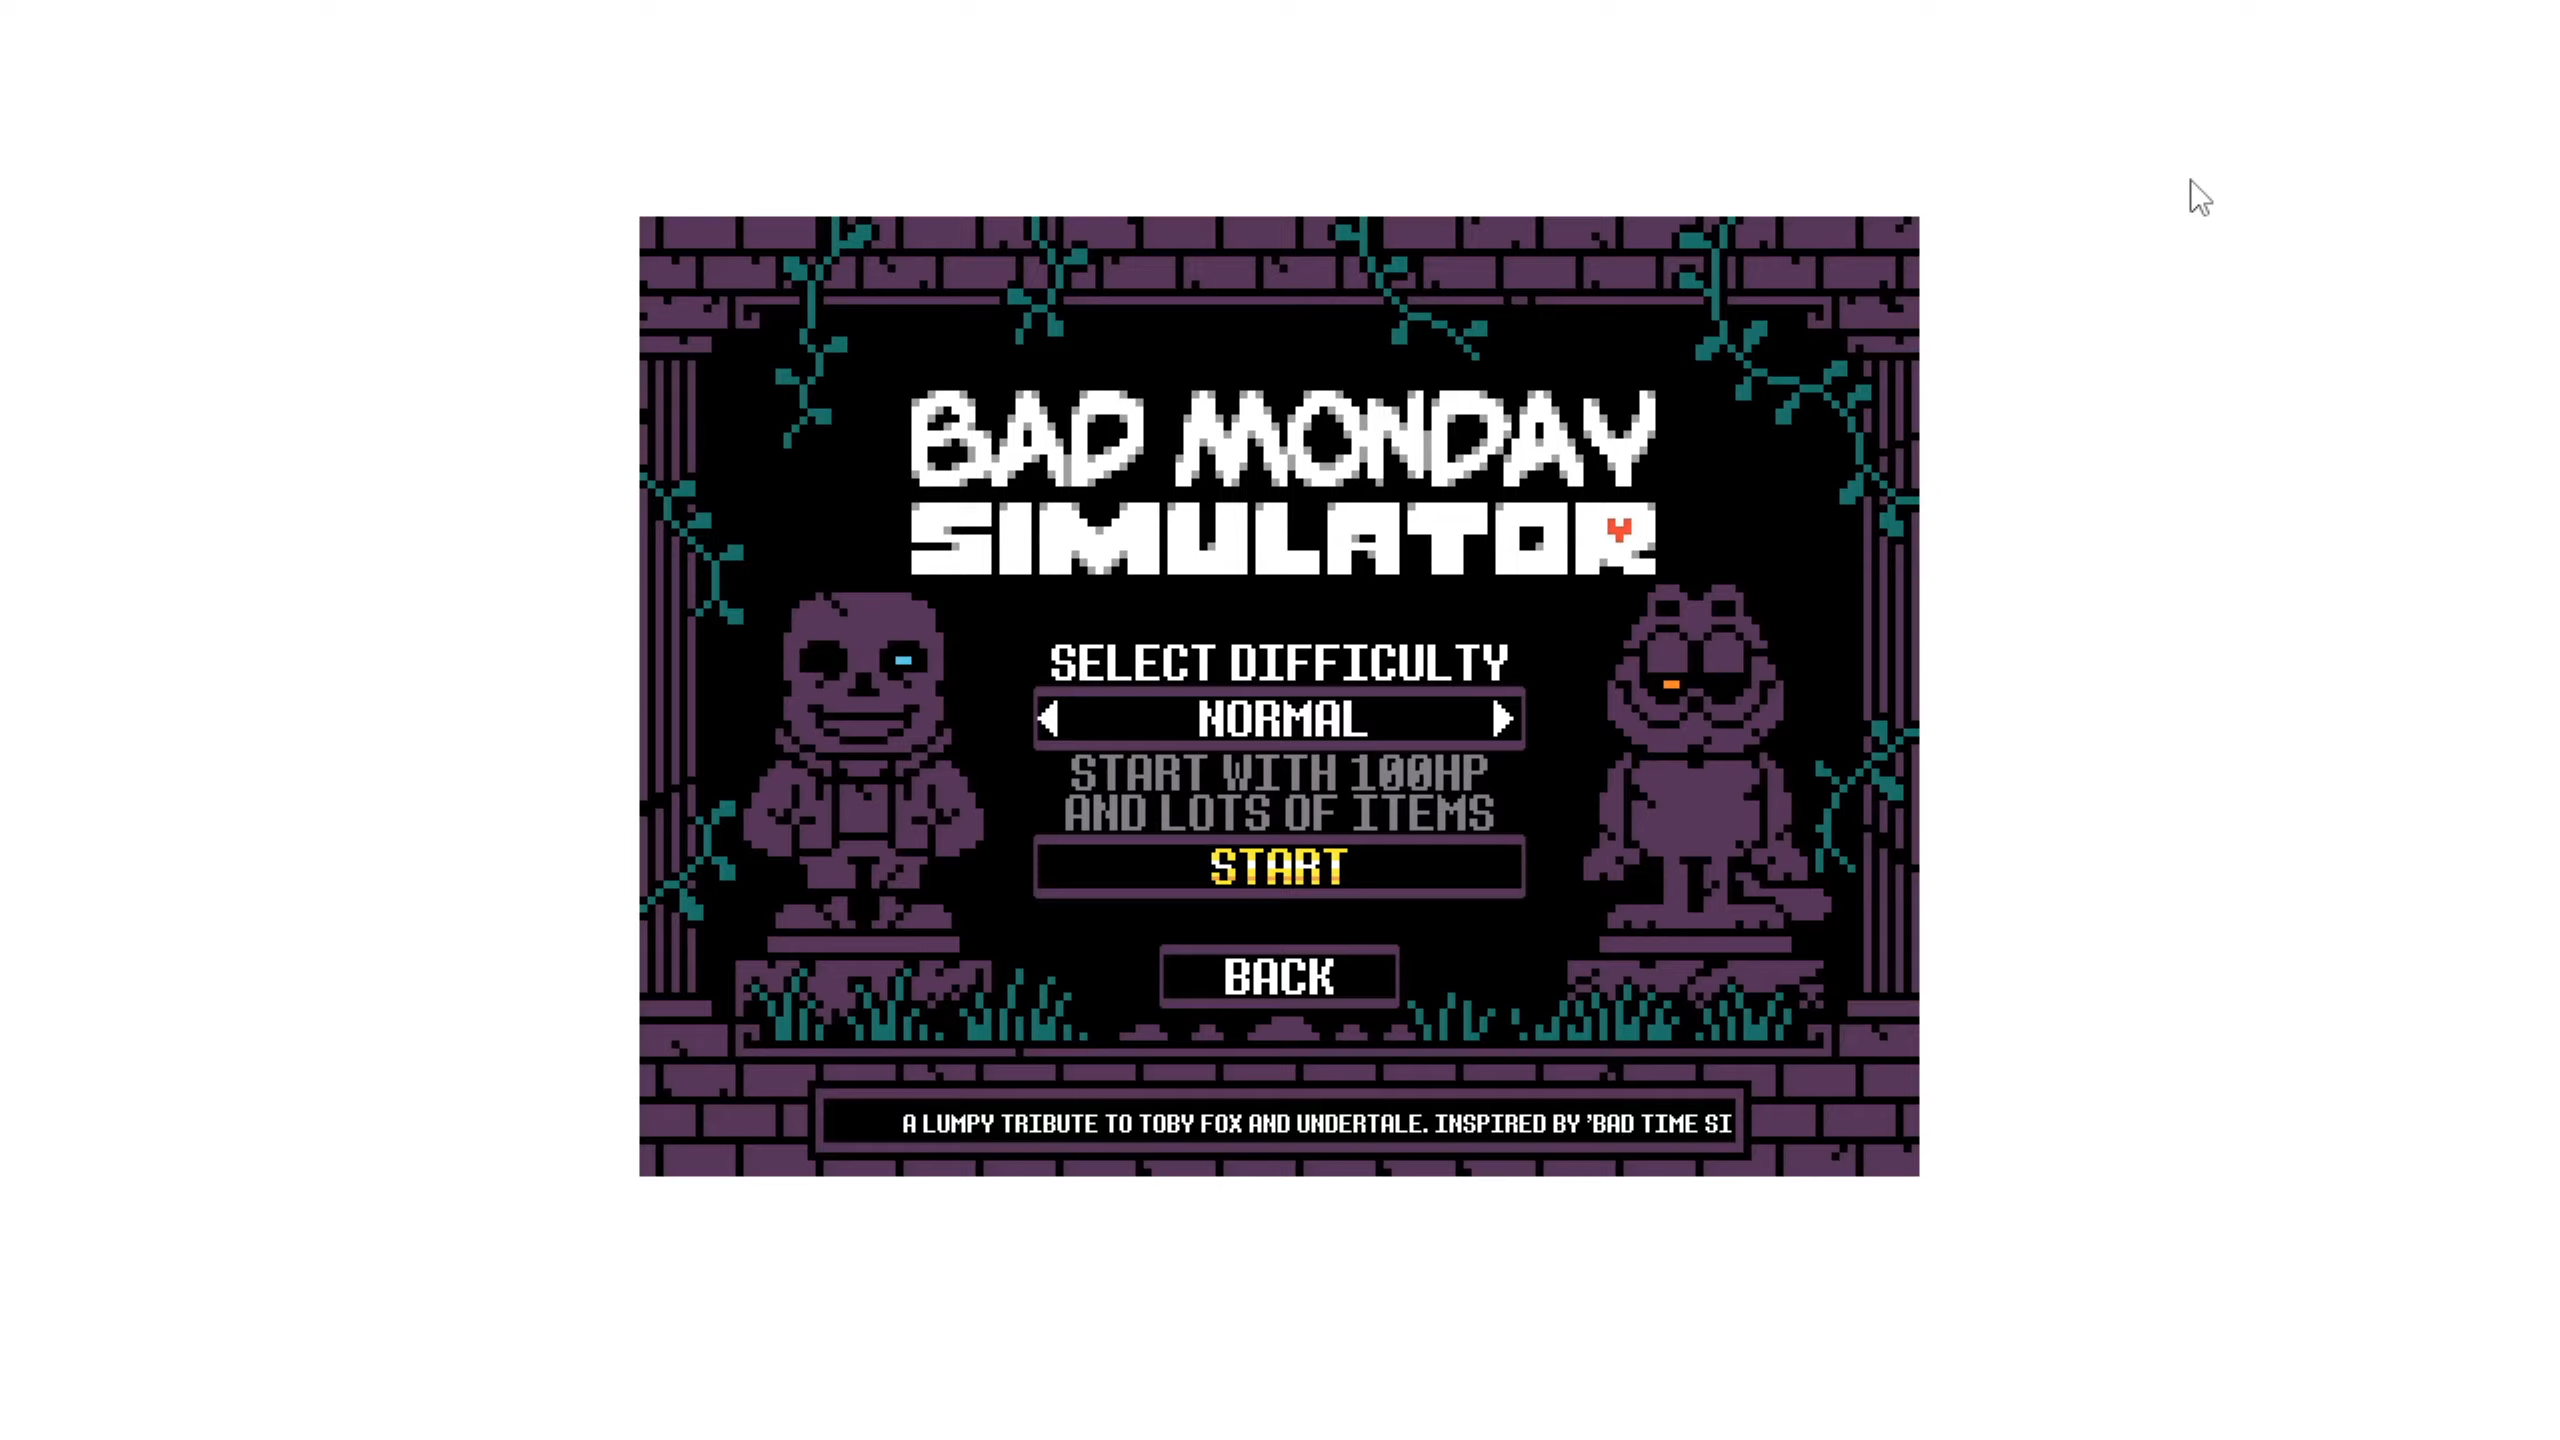 BAD MONDAY
SIMULATOR
SELECT DIFFICULTY
NORMAL
START WITH 100HP
AND LOTS OF ITEMS
START
BACK
A LUMPY TRIBUTE TO TOBY FOX AND UNDERTALE. INSPIRED BY 'BAD TIME SI